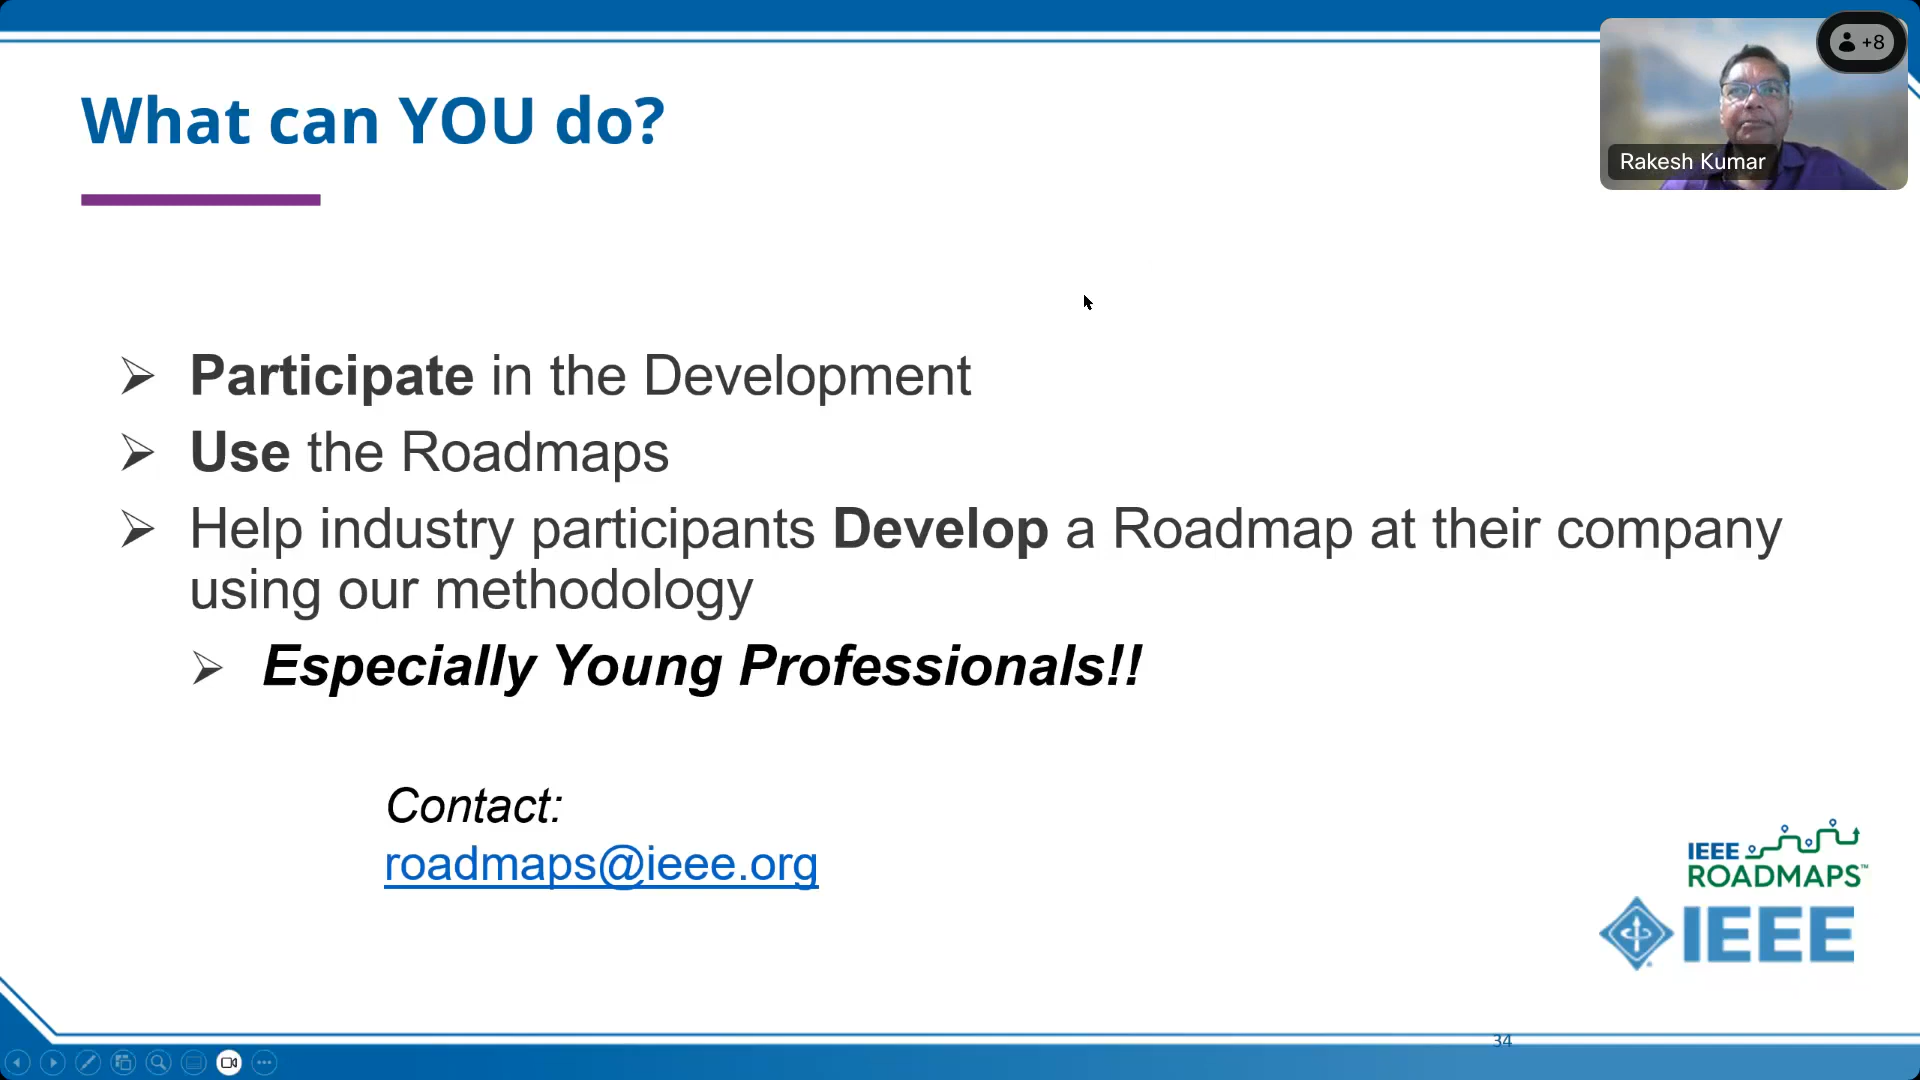 What can YOU do?
+8
Rakesh Kumar
Participate in the Development
Use the Roadmaps
Help industry participants Develop a Roadmap at their company
using our methodology
Especially Young Professionals!!
Contact:
roadmaps@ieee.org
IEEE
ROADMAPS™
IEEE
34